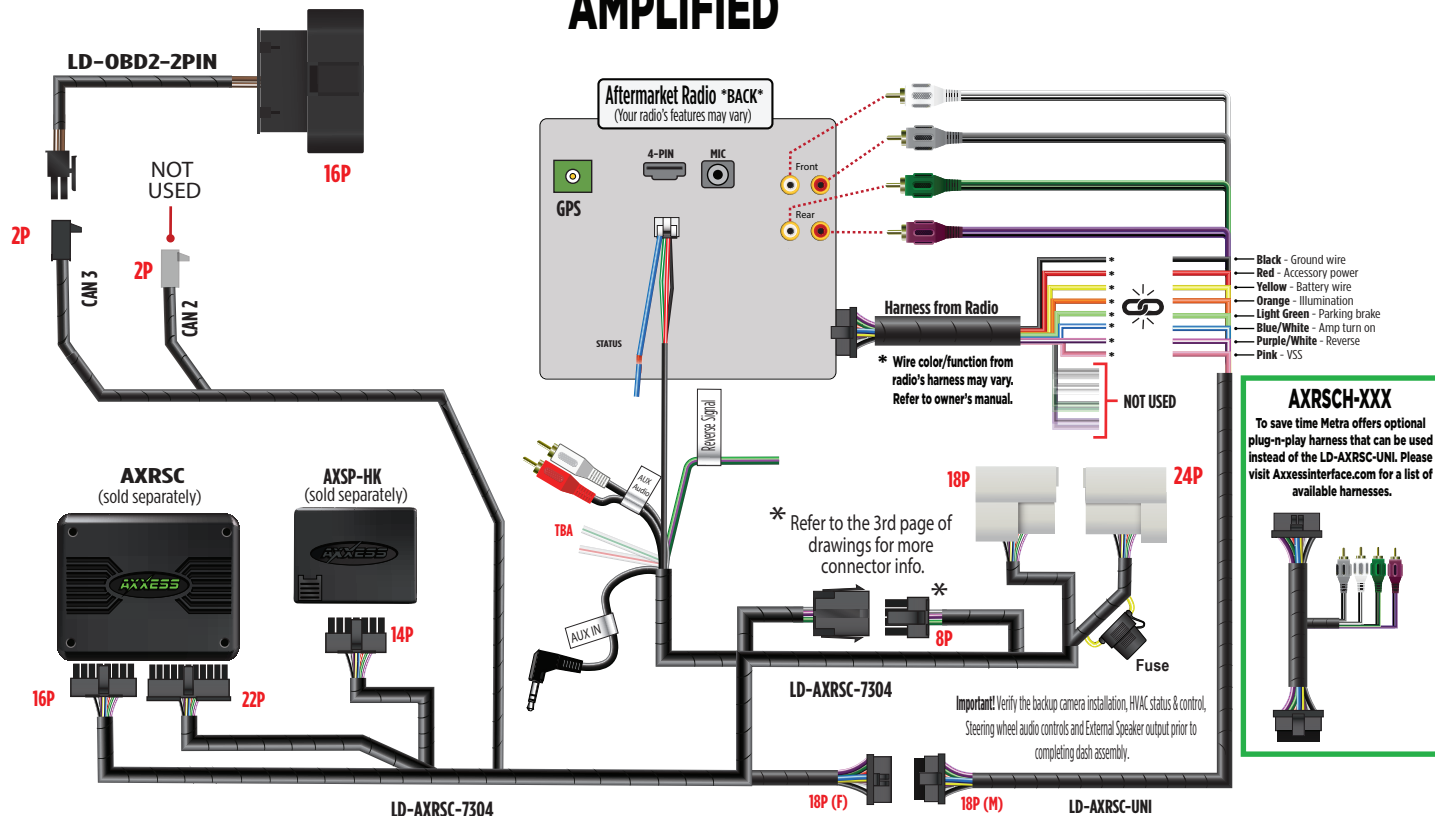 AMPLIFIED
LD-OBD2-2PIN
16P
NOT
USED
2P
2P
CAN 3
CAN 2
Aftermarket Radio *BACK*
(Your radio's features may vary)
4-PIN
MIC
GPS
Front
Rear
STATUS
Harness from Radio
* Wire color/function from
radio's harness may vary.
Refer to owner's manual.
*
*
*
*
*
*
*
*
NOT USED
Black - Ground wire
Red - Accessory power
Yellow - Battery wire
Orange - Illumination
Light Green - Parking brake
Blue/White - Amp turn on
Purple/White - Reverse
Pink - VSS
AXRSCH-XXX
To save time Metra offers optional
plug-n-play harness that can be used
instead of the LD-AXRSC-UNI. Please
visit Axxessinterface.com for a list of
available harnesses.
AXRSC
(sold separately)
AXXESS
16P
22P
AXSP-HK
(sold separately)
AXXESS
14P
Reverse Signal
AUX
Audio
TBA
AUX IN
* Refer to the 3rd page of
drawings for more
connector info.
*
8P
18P
24P
Fuse
LD-AXRSC-7304
Important! Verify the backup camera installation, HVAC status & control,
Steering wheel audio controls and External Speaker output prior to
completing dash assembly.
LD-AXRSC-7304
18P (F)
18P (M)
LD-AXRSC-UNI